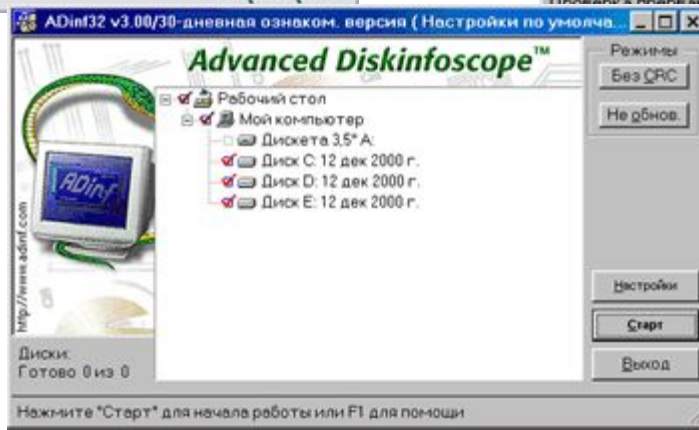 Проверка прерва
ADinf32 v3.00/30-дневная ознаком. версия ( Настройки по умолча...
Advanced Diskinfoscope™
Рабочий стол
Мой компьютер
Дискета 3,5" A:
Диск C: 12 дек 2000 г.
Диск D: 12 дек 2000 г.
Диск E: 12 дек 2000 г.
ADinf
http://www.adinf.com
Режимы
Без CRC
Не обнов.
Настройки
Старт
Выход
Диски:
Готово 0 из 0
Нажмите "Старт" для начала работы или F1 для помощи